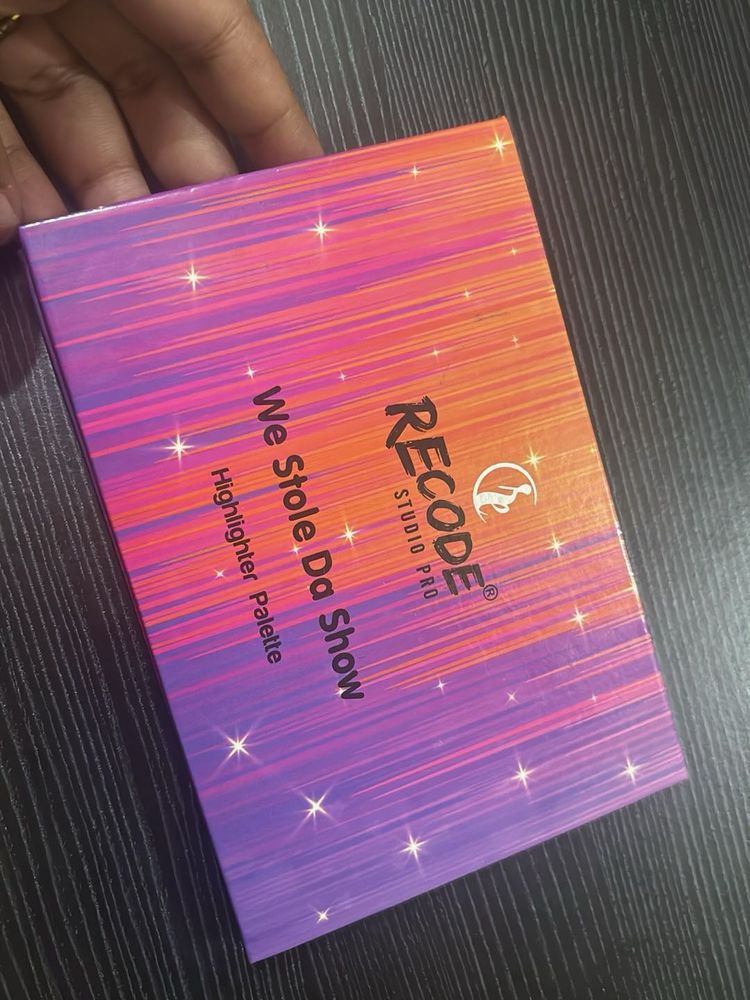 RECODE®
STUDIO PRO
We Stole Da Show
Highlighter Palette